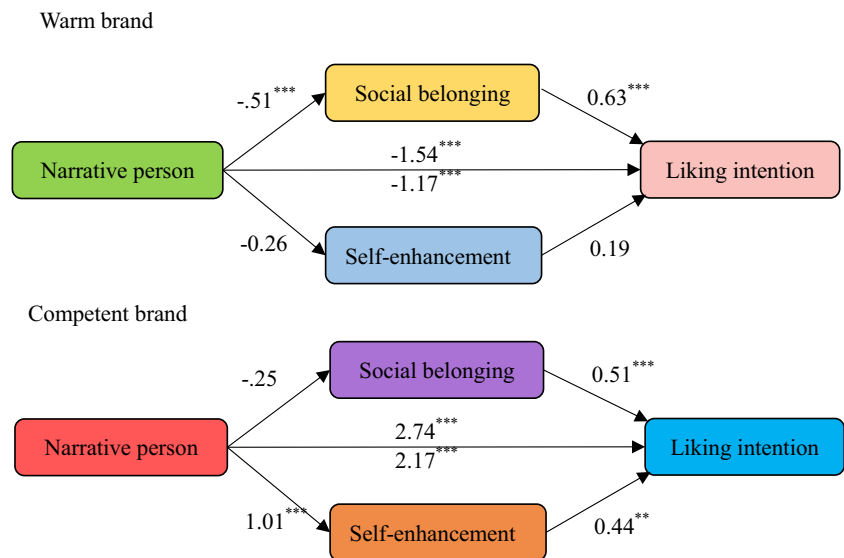 Warm brand
Social belonging
-.51***
0.63***
Narrative person
-1.54***
-1.17***
Liking intention
-0.26
Self-enhancement
0.19
Competent brand
Social belonging
-.25
0.51***
Narrative person
2.74***
2.17***
Liking intention
1.01***
Self-enhancement
0.44**